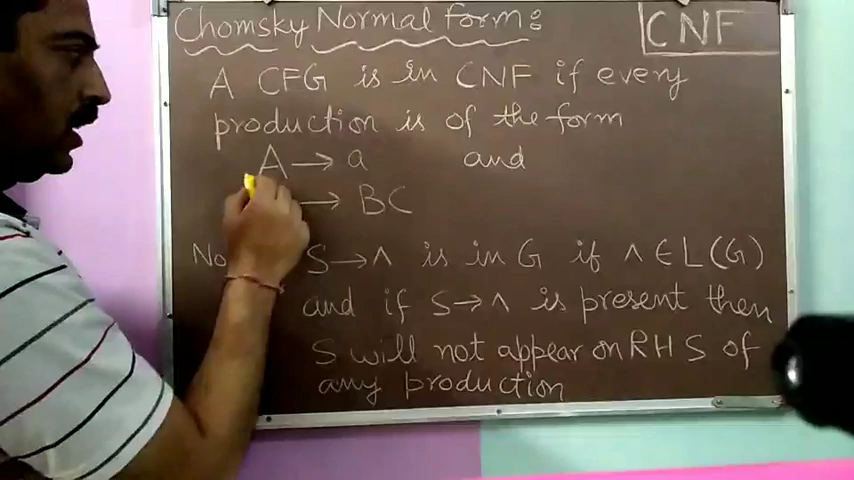 Chomsky Normal form:
CNF
A CFG is in CNF if every
production is of the form
A → a and
→ BC
S → Λ is in G if Λ ∈ L(G)
and if S → Λ is present then
S will not appear on RHS of
any production